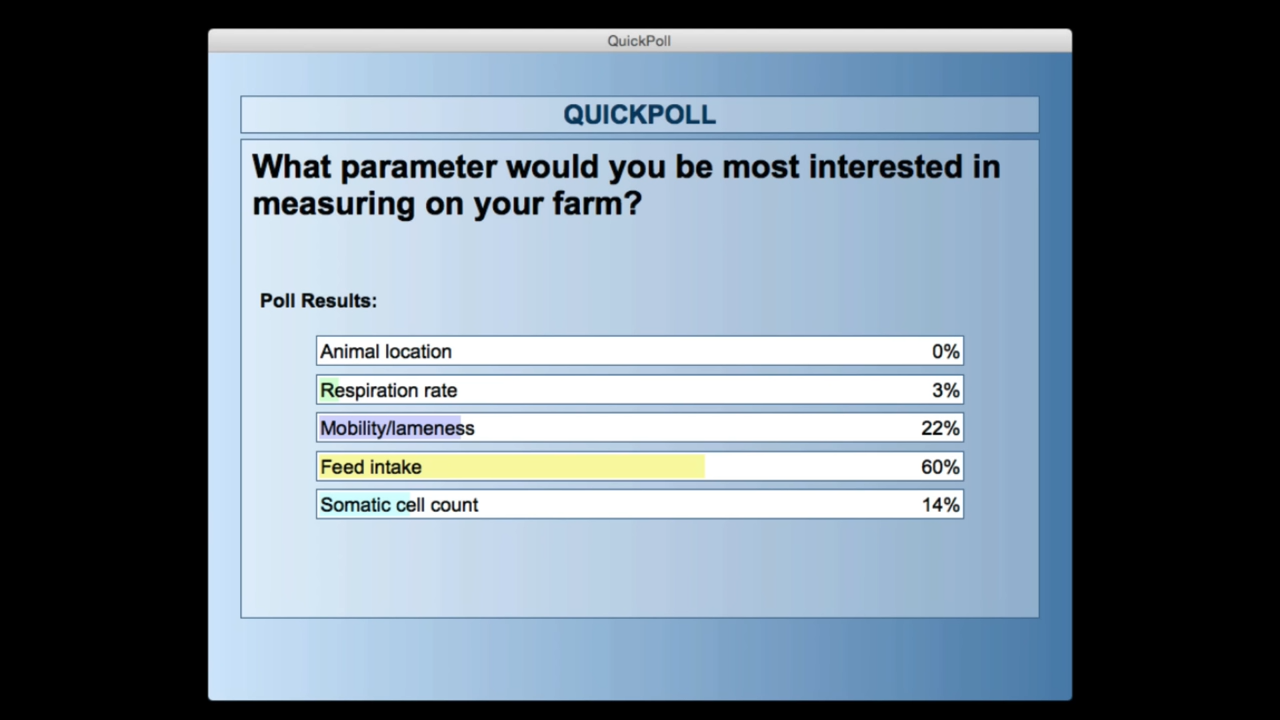 QuickPoll
QUICKPOLL
What parameter would you be most interested in
measuring on your farm?
Poll Results:
Animal location 0%
Respiration rate 3%
Mobility/lameness 22%
Feed intake 60%
Somatic cell count 14%